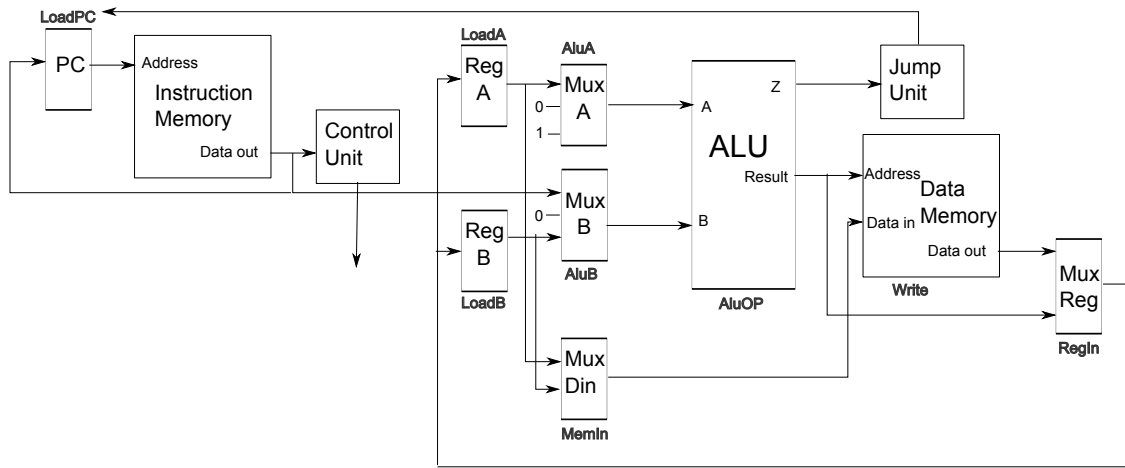 LoadPC
PC
Address
Instruction
Memory
Data out
Control
Unit
LoadA
Reg
A
AluA
Mux
A
0
1
Mux
B
0
AluB
Reg
B
LoadB
Mux
Din
MemIn
A
B
Z
ALU
Result
AluOP
Jump
Unit
Address
Data
Memory
Data in
Data out
Write
Mux
Reg
RegIn